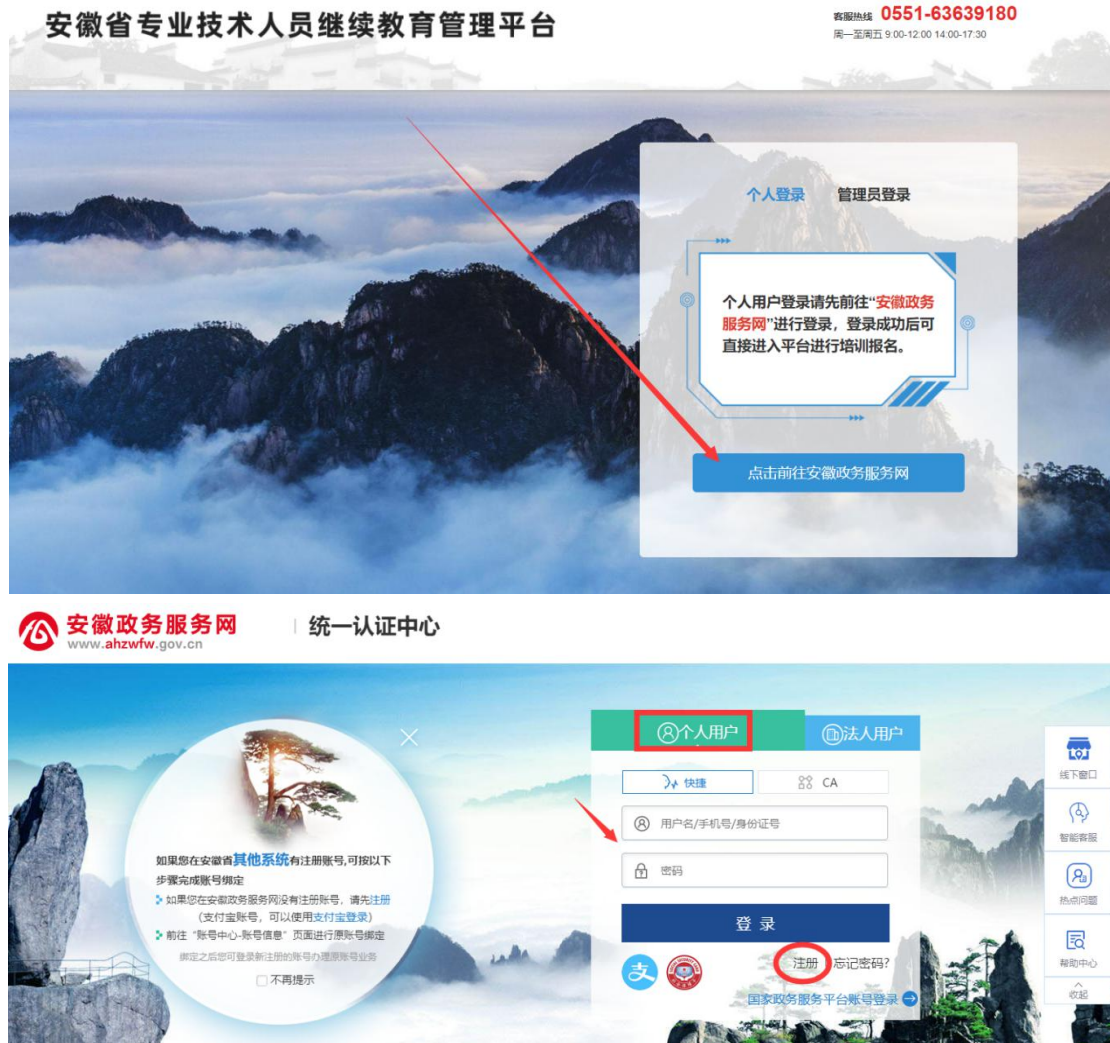 安徽省专业技术人员继续教育管理平台
客服热线 0551-63639180
周一至周五 9:00-12:00 14:00-17:30
个人登录 管理员登录
个人用户登录请先前往“安徽政务
服务网”进行登录，登录成功后可
直接进入平台进行培训报名。
点击前往安徽政务服务网
安徽政务服务网 统一认证中心
www.ahzwfw.gov.cn
个人用户 法人用户
快捷 CA
用户名/手机号/身份证号
密码
登 录
注册 忘记密码?
国家政务服务平台账号登录
如果您在安徽省其他系统有注册账号,可按以下
步骤完成账号绑定
如果您在安徽政务服务网没有注册账号，请先注册
（支付宝账号，可以使用支付宝登录）
前往“账号中心-账号信息”页面进行原账号绑定
绑定之后您可登录新注册的账号办理原账号业务
不再提示
线下窗口
智能客服
热点问题
帮助中心
收起